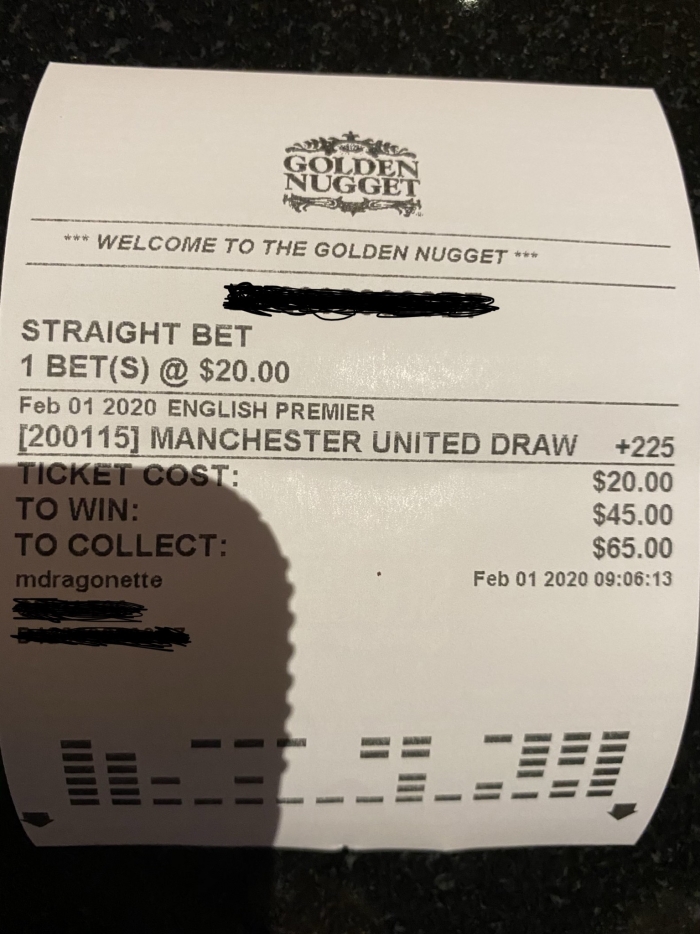 GOLDEN
NUGGET
*** WELCOME TO THE GOLDEN NUGGET ***
STRAIGHT BET
1 BET(S) @ $20.00
Feb 01 2020 ENGLISH PREMIER
[200115] MANCHESTER UNITED DRAW +225
TICKET COST: $20.00
TO WIN: $45.00
TO COLLECT: $65.00
mdragonette Feb 01 2020 09:06:13